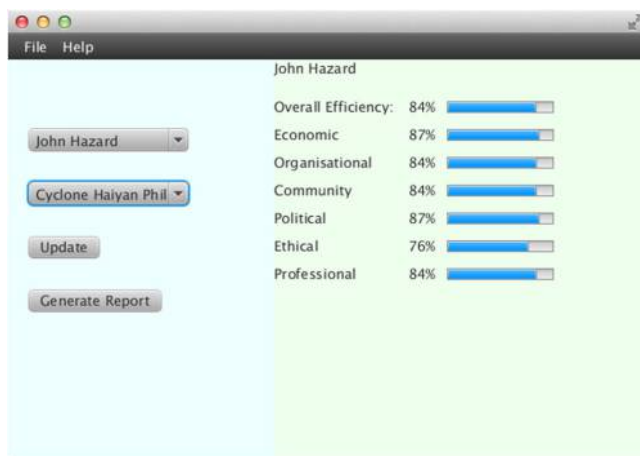 File Help
John Hazard
Cyclone Haiyan Phil
Update
Generate Report
John Hazard
Overall Efficiency: 84%
Economic 87%
Organisational 84%
Community 84%
Political 87%
Ethical 76%
Professional 84%